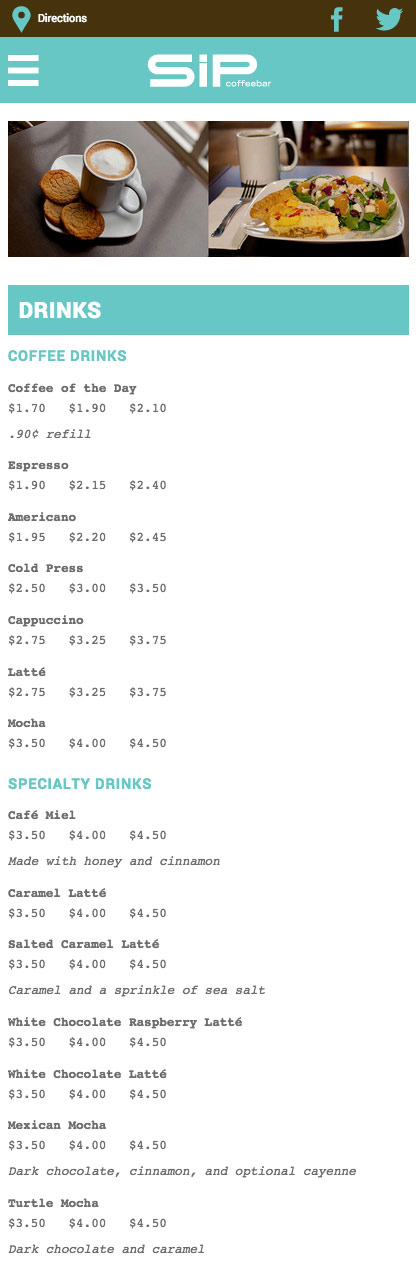 Directions
SiP
coffeebar
DRINKS
COFFEE DRINKS
Coffee of the Day
$1.70 $1.90 $2.10
.90¢ refill
Espresso
$1.90 $2.15 $2.40
Americano
$1.95 $2.20 $2.45
Cold Press
$2.50 $3.00 $3.50
Cappuccino
$2.75 $3.25 $3.75
Latté
$2.75 $3.25 $3.75
Mocha
$3.50 $4.00 $4.50
SPECIALTY DRINKS
Café Miel
$3.50 $4.00 $4.50
Made with honey and cinnamon
Caramel Latté
$3.50 $4.00 $4.50
Salted Caramel Latté
$3.50 $4.00 $4.50
Caramel and a sprinkle of sea salt
White Chocolate Raspberry Latté
$3.50 $4.00 $4.50
White Chocolate Latté
$3.50 $4.00 $4.50
Mexican Mocha
$3.50 $4.00 $4.50
Dark chocolate, cinnamon, and optional cayenne
Turtle Mocha
$3.50 $4.00 $4.50
Dark chocolate and caramel